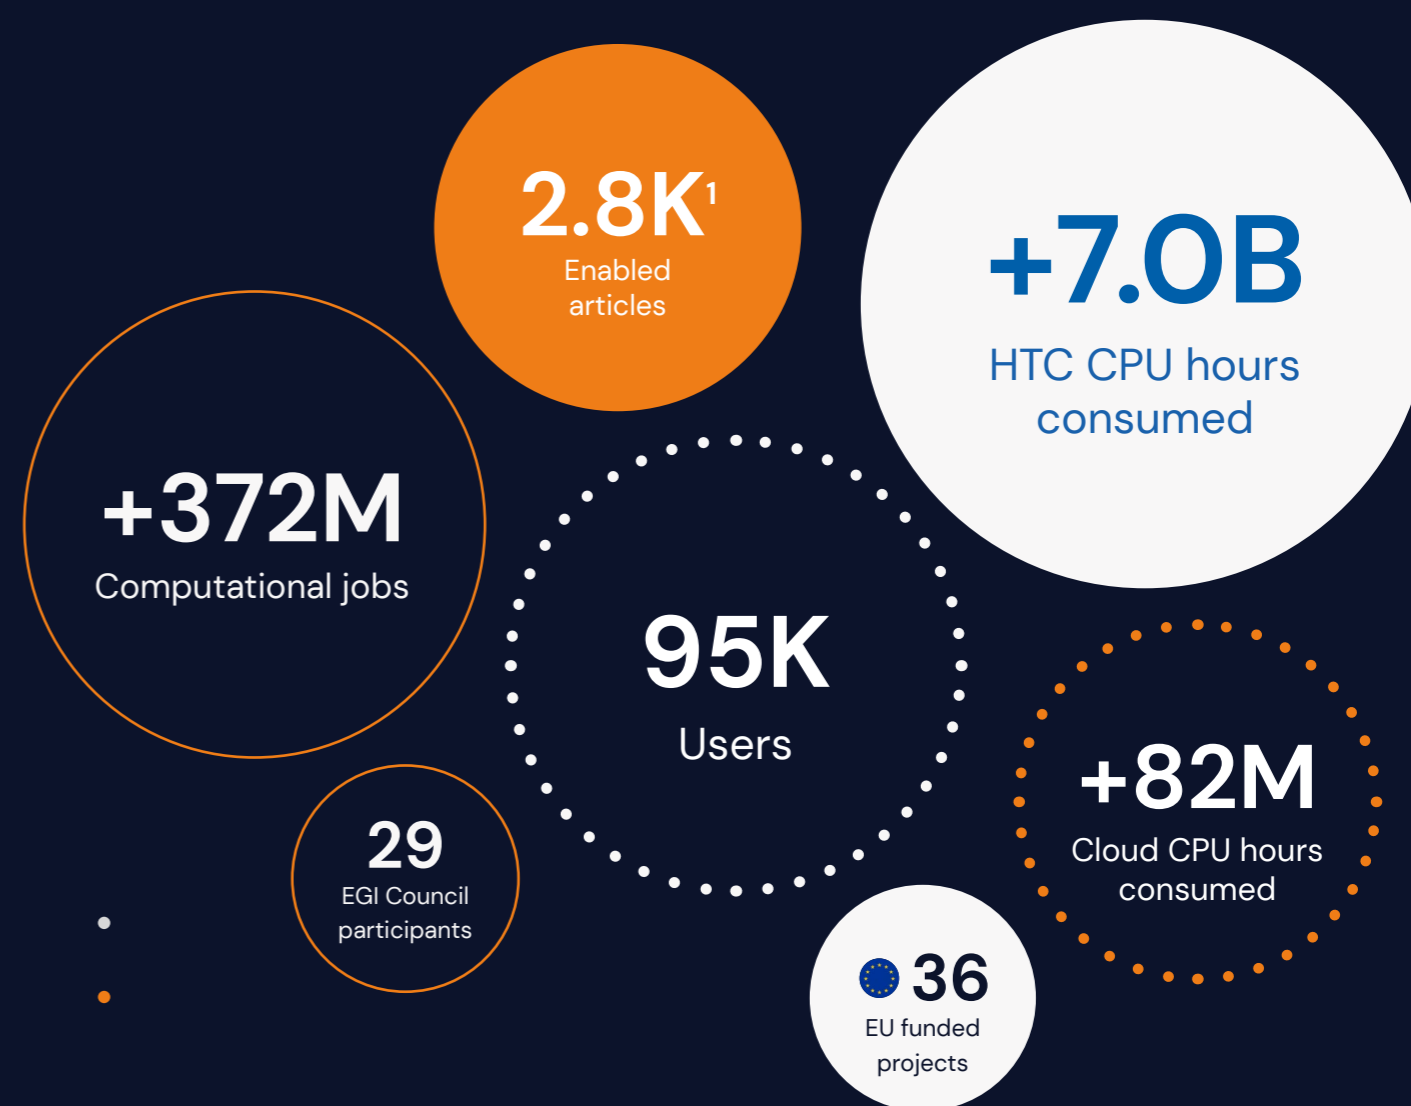 2.8K¹
Enabled
articles
+7.0B
HTC CPU hours
consumed
+372M
Computational jobs
95K
Users
+82M
Cloud CPU hours
consumed
29
EGI Council
participants
36
EU funded
projects